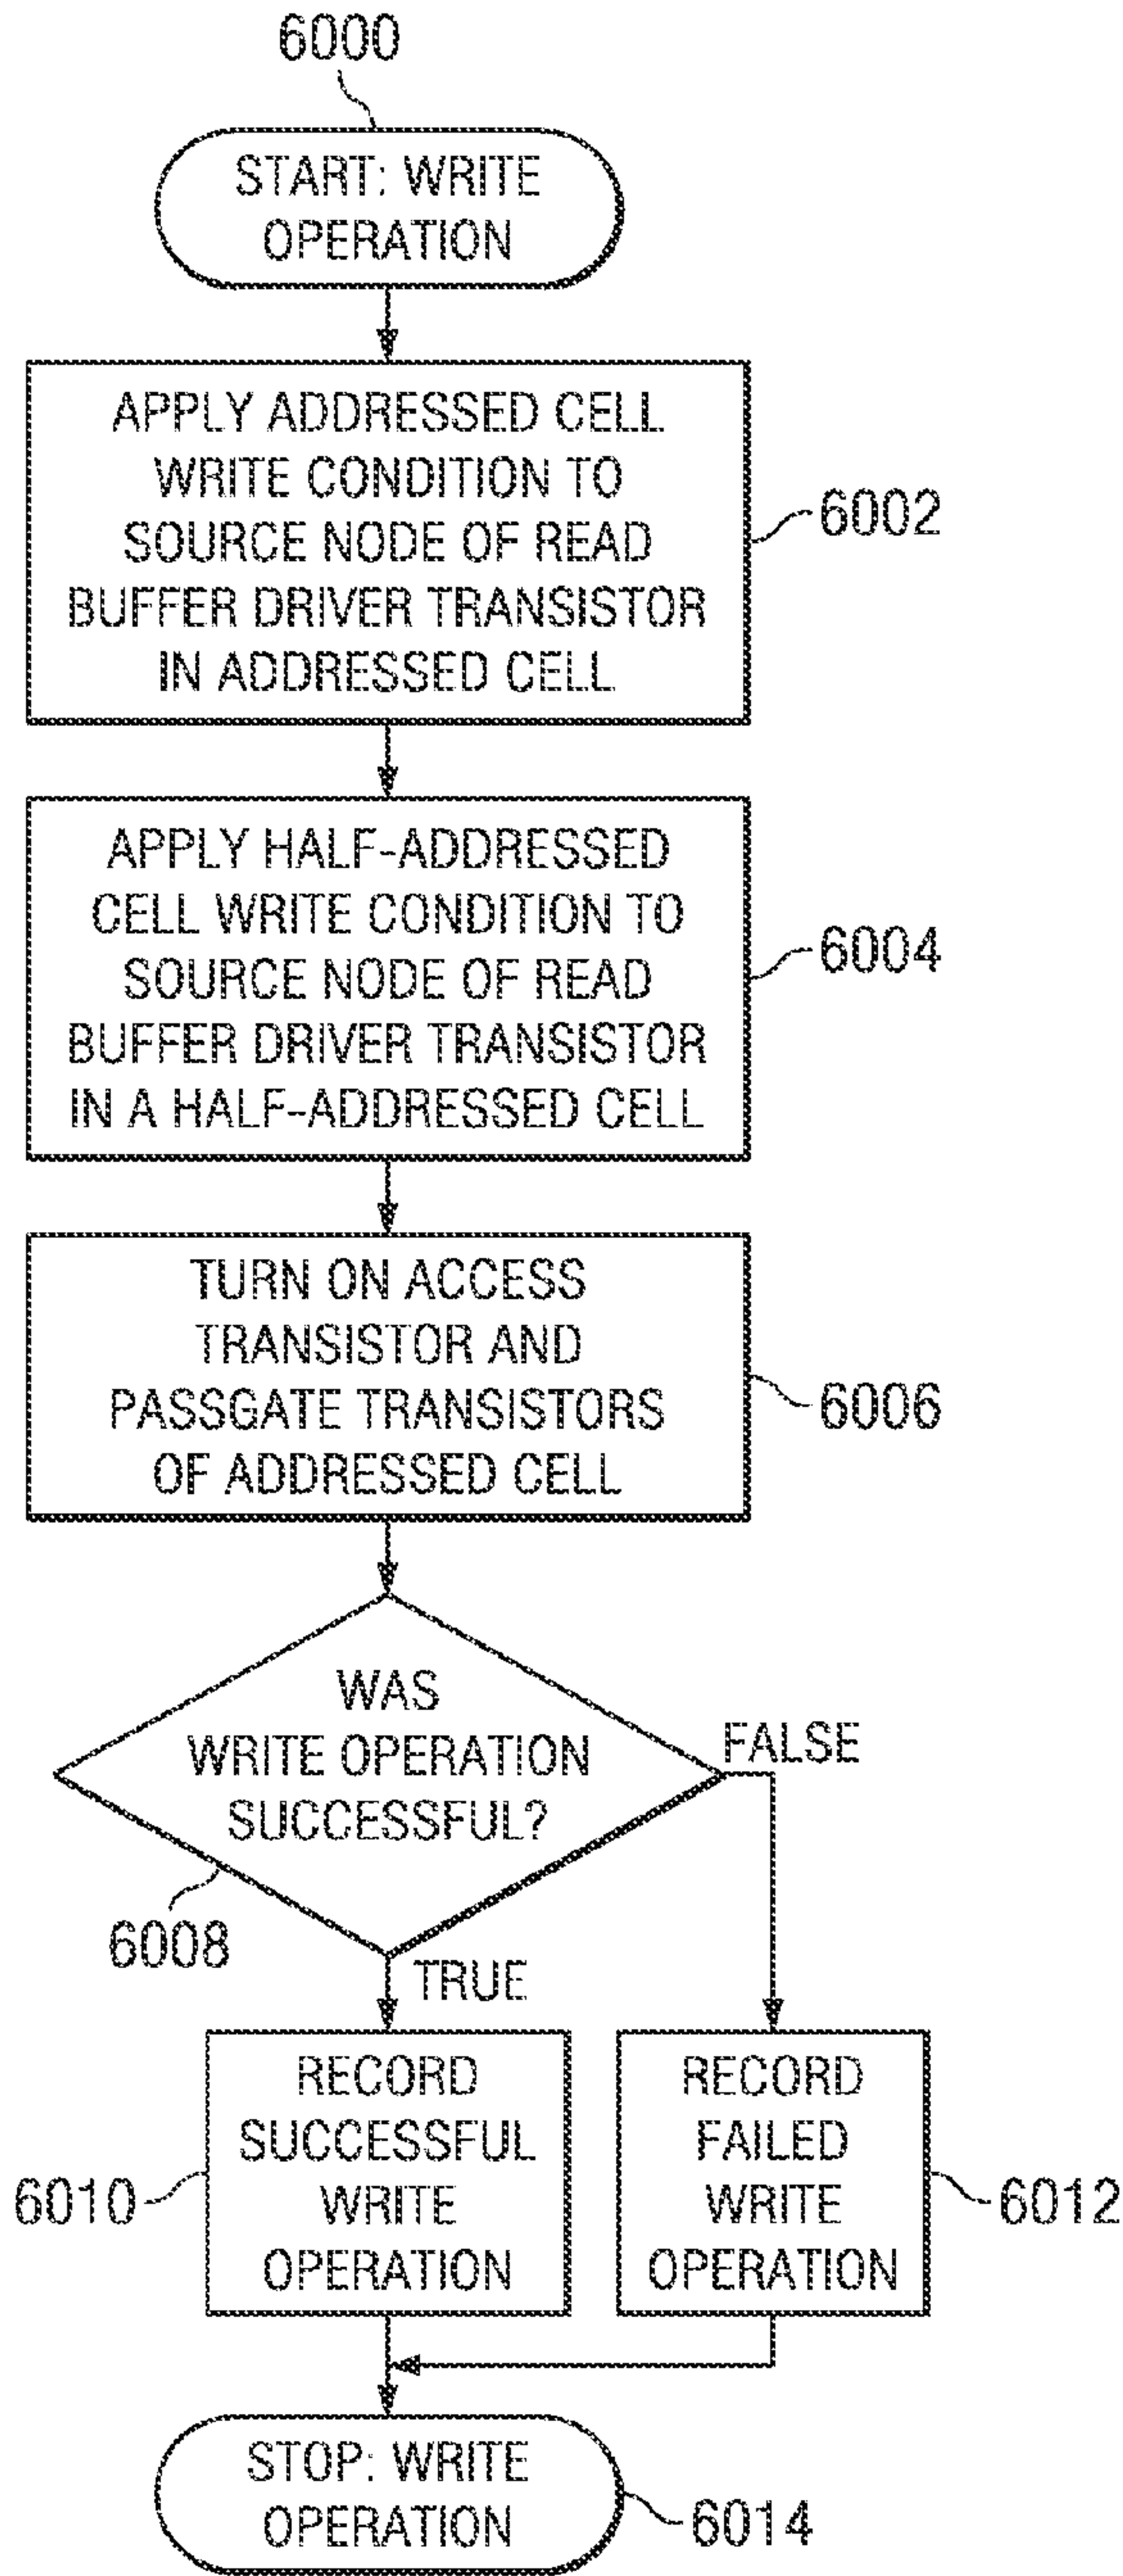 6000
START: WRITE
OPERATION
APPLY ADDRESSED CELL
WRITE CONDITION TO
SOURCE NODE OF READ
BUFFER DRIVER TRANSISTOR
IN ADDRESSED CELL
6002
APPLY HALF-ADDRESSED
CELL WRITE CONDITION TO
SOURCE NODE OF READ
BUFFER DRIVER TRANSISTOR
IN A HALF-ADDRESSED CELL
6004
TURN ON ACCESS
TRANSISTOR AND
PASSGATE TRANSISTORS
OF ADDRESSED CELL
6006
WAS
WRITE OPERATION
SUCCESSFUL?
FALSE
6008
TRUE
RECORD
SUCCESSFUL
WRITE
OPERATION
6010
RECORD
FAILED
WRITE
OPERATION
6012
STOP: WRITE
OPERATION
6014